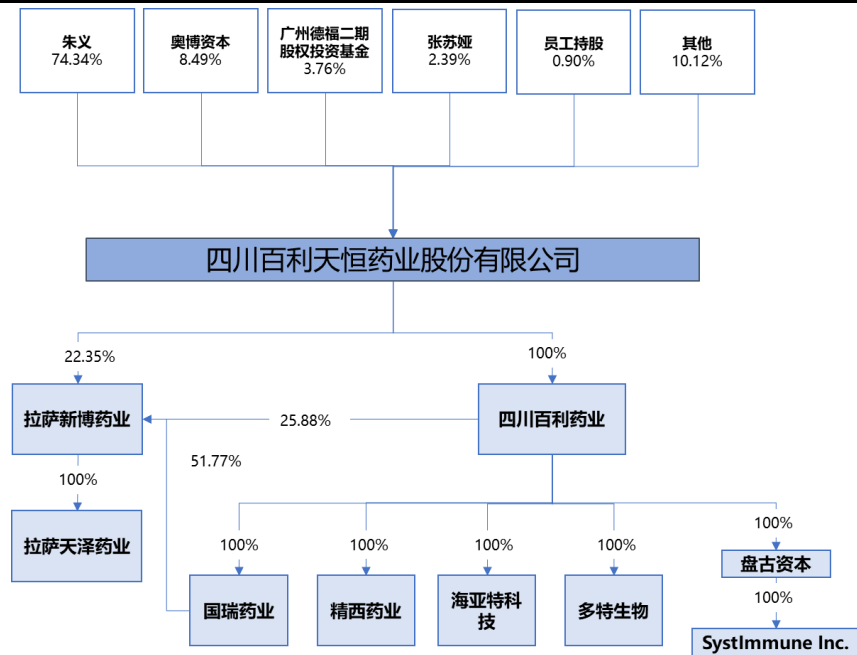 朱义
74.34%
奥博资本
8.49%
广州德福二期
股权投资基金
3.76%
张苏娅
2.39%
员工持股
0.90%
其他
10.12%
四川百利天恒药业股份有限公司
22.35%
100%
拉萨新博药业
25.88%
四川百利药业
51.77%
100%
拉萨天泽药业
100%
100%
100%
100%
100%
盘古资本
国瑞药业
精西药业
海亚特科
技
多特生物
100%
SystImmune Inc.